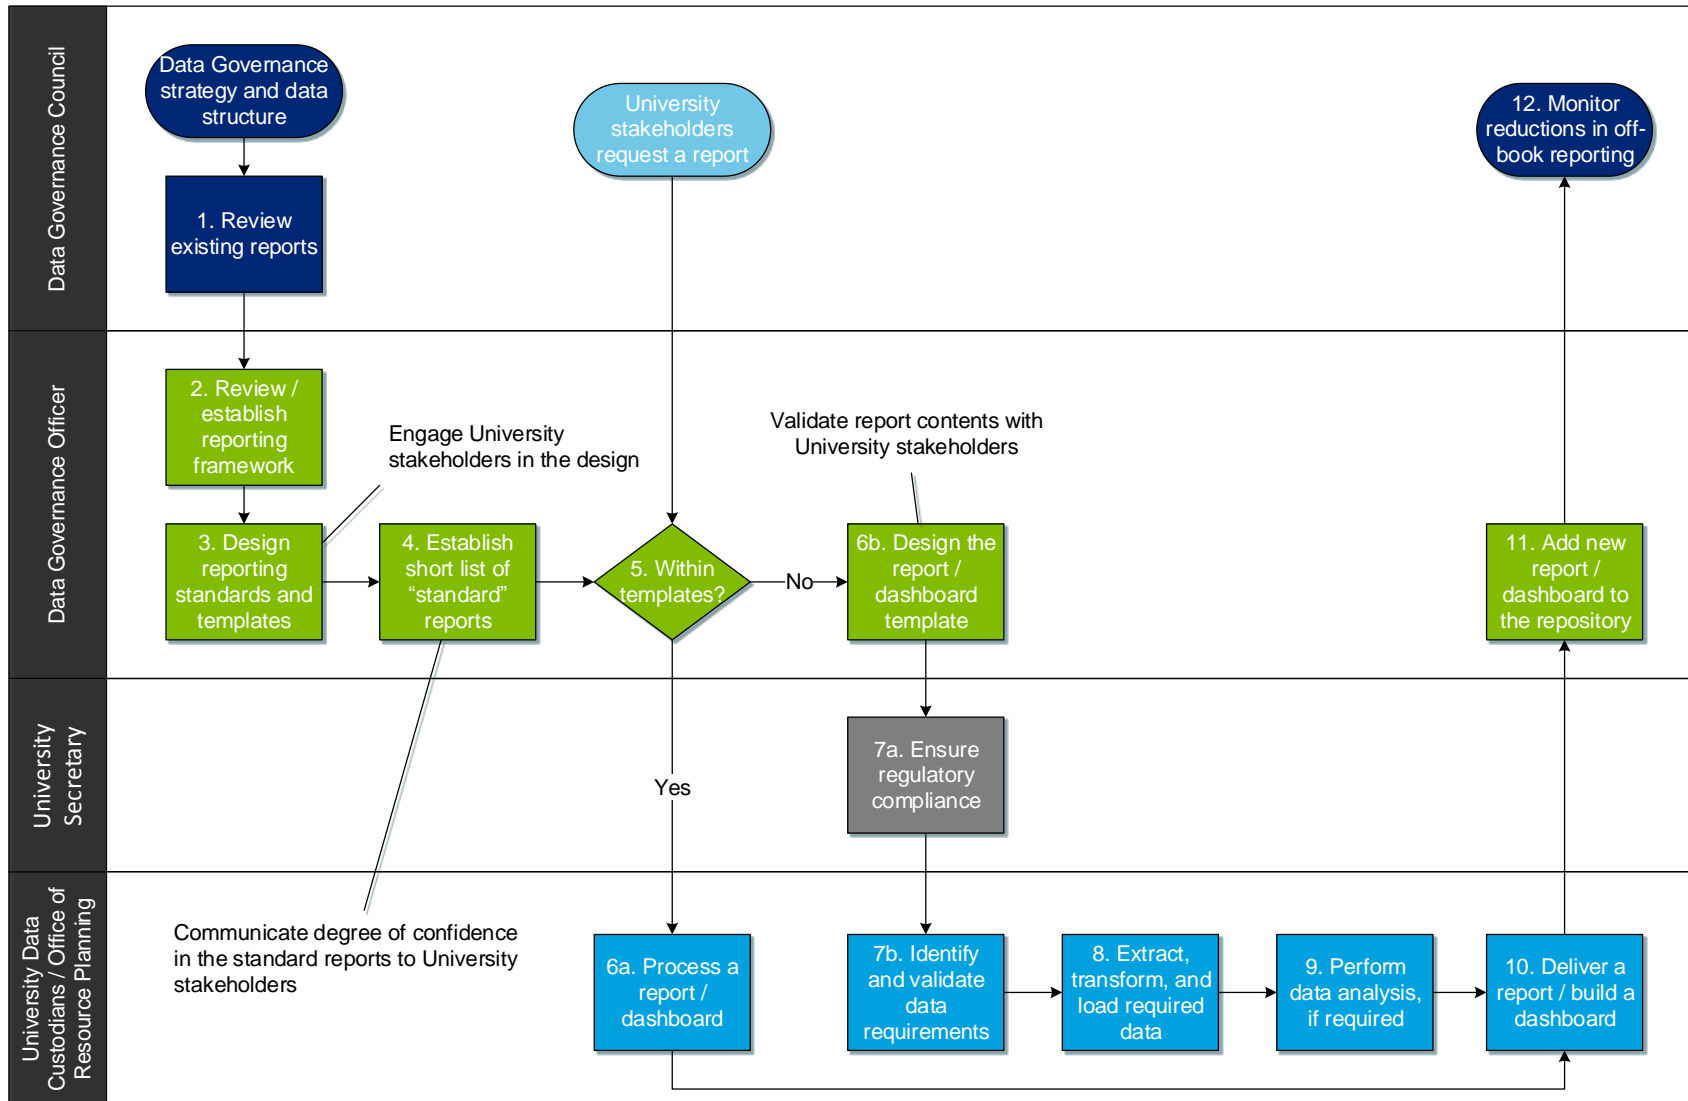 Data Governance Council
Data Governance
strategy and data
structure
University
stakeholders
request a report
12. Monitor
reductions in off-
book reporting
1. Review
existing reports
Data Governance Officer
2. Review /
establish
reporting
framework
Engage University
stakeholders in the design
Validate report contents with
University stakeholders
3. Design
reporting
standards and
templates
4. Establish
short list of
“standard”
reports
5. Within
templates?
No
6b. Design the
report /
dashboard
template
11. Add new
report /
dashboard to
the repository
University
Secretary
Yes
7a. Ensure
regulatory
compliance
University Data
Custodians / Office of
Resource Planning
Communicate degree of confidence
in the standard reports to University
stakeholders
6a. Process a
report /
dashboard
7b. Identify
and validate
data
requirements
8. Extract,
transform, and
load required
data
9. Perform
data analysis,
if required
10. Deliver a
report / build a
dashboard